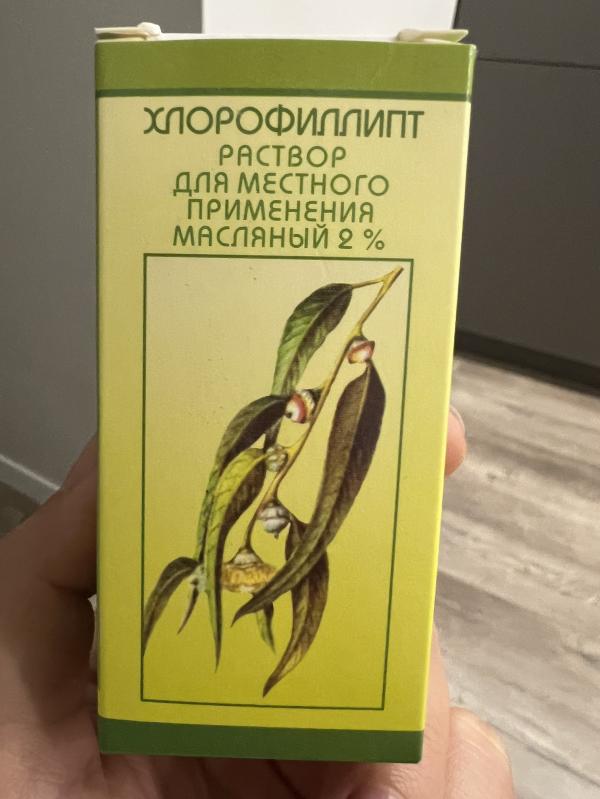 ХЛОРОФИЛЛИПТ
РАСТВОР
ДЛЯ МЕСТНОГО
ПРИМЕНЕНИЯ
МАСЛЯНЫЙ 2 %